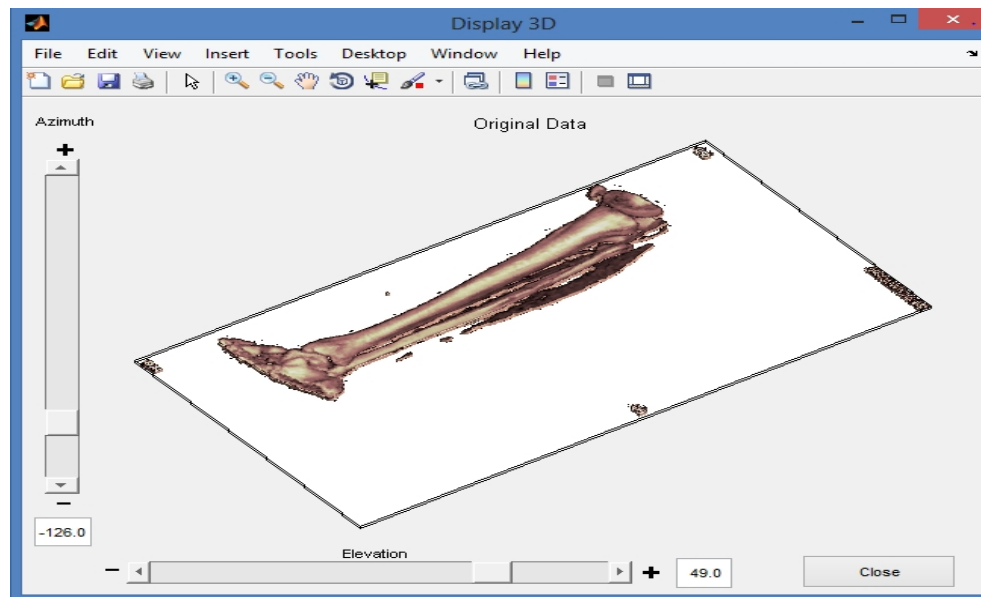 Display 3D
File Edit View Insert Tools Desktop Window Help
Azimuth
Original Data
+
−
-126.0
Elevation
− + 49.0
Close